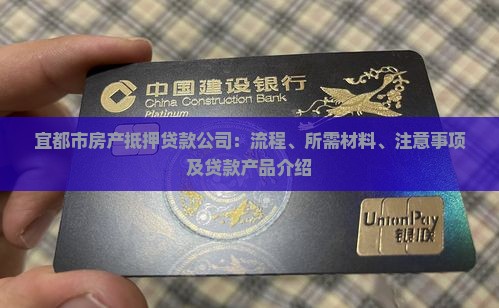 中国建设银行
China Construction Bank
Platinum
宜都市房产抵押贷款公司：流程、所需材料、注意事项
及贷款产品介绍
UnionPay
银联